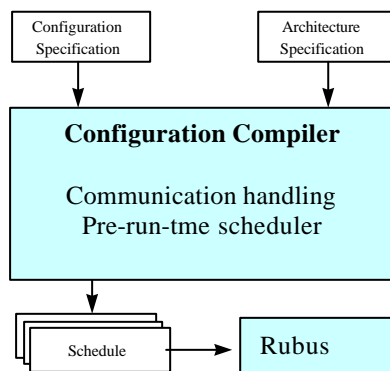 Configuration
Specification
Architecture
Specification
Configuration Compiler
Communication handling
Pre-run-tme scheduler
Schedule
Rubus